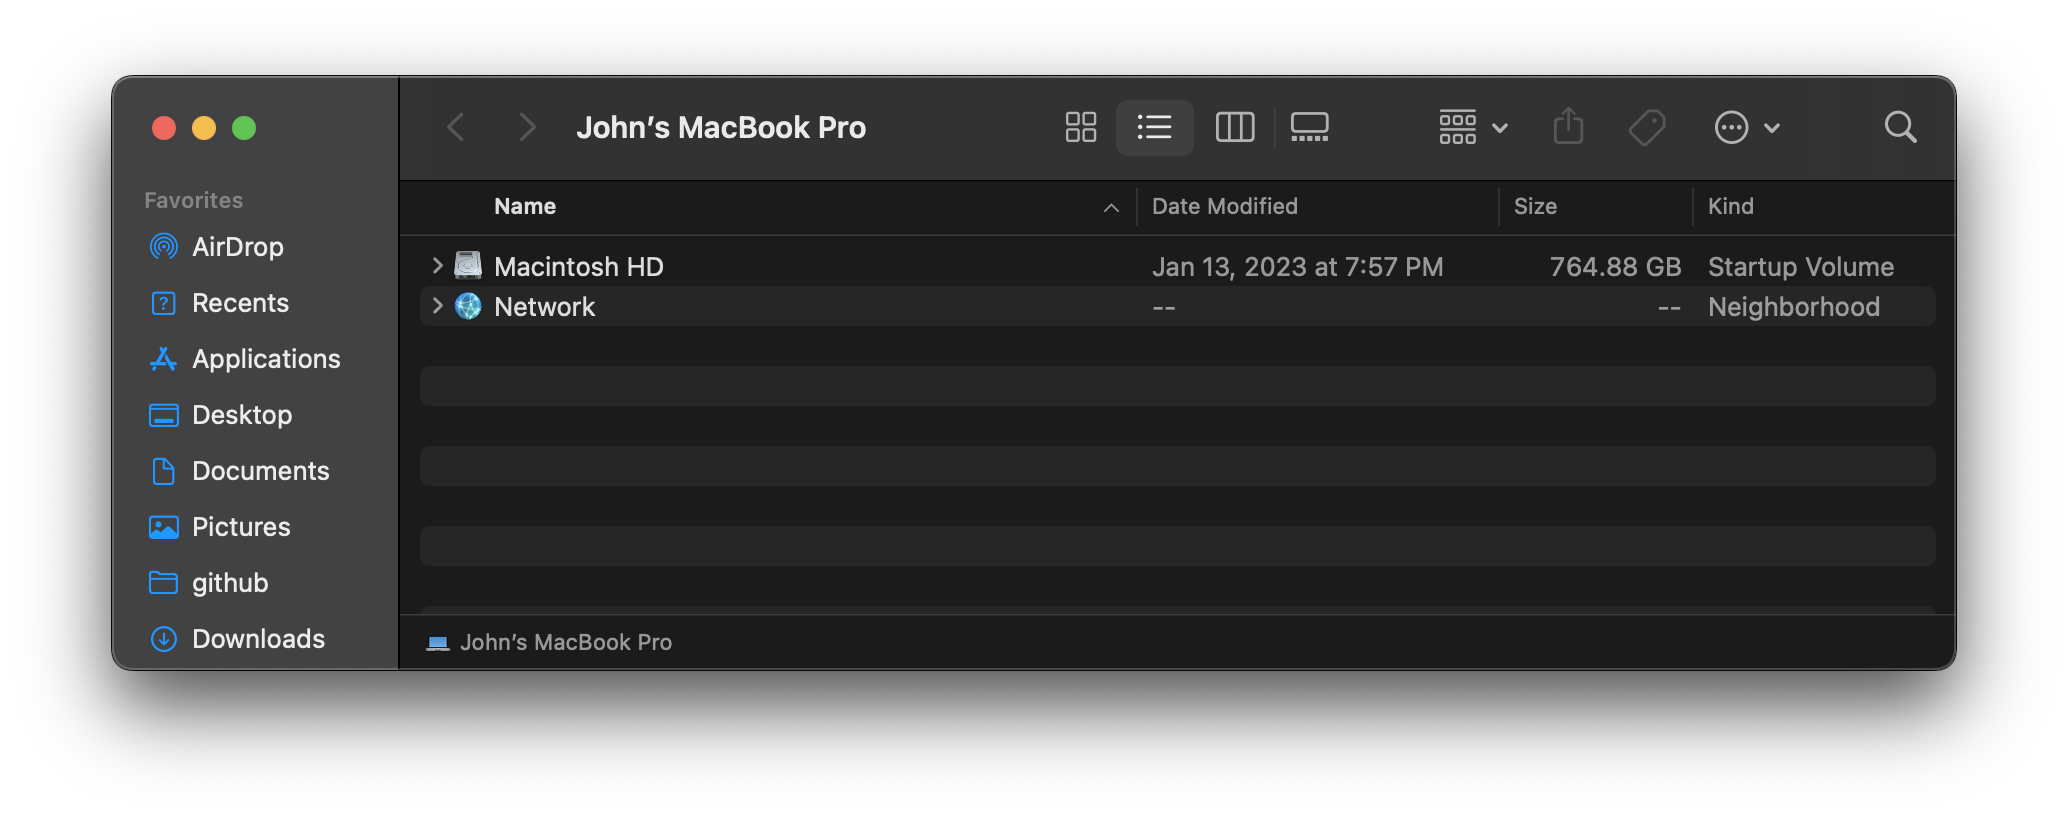 John’s MacBook Pro
Favorites
AirDrop
Recents
Applications
Desktop
Documents
Pictures
github
Downloads
Name Date Modified Size Kind
Macintosh HD Jan 13, 2023 at 7:57 PM 764.88 GB Startup Volume
Network -- -- Neighborhood
John’s MacBook Pro